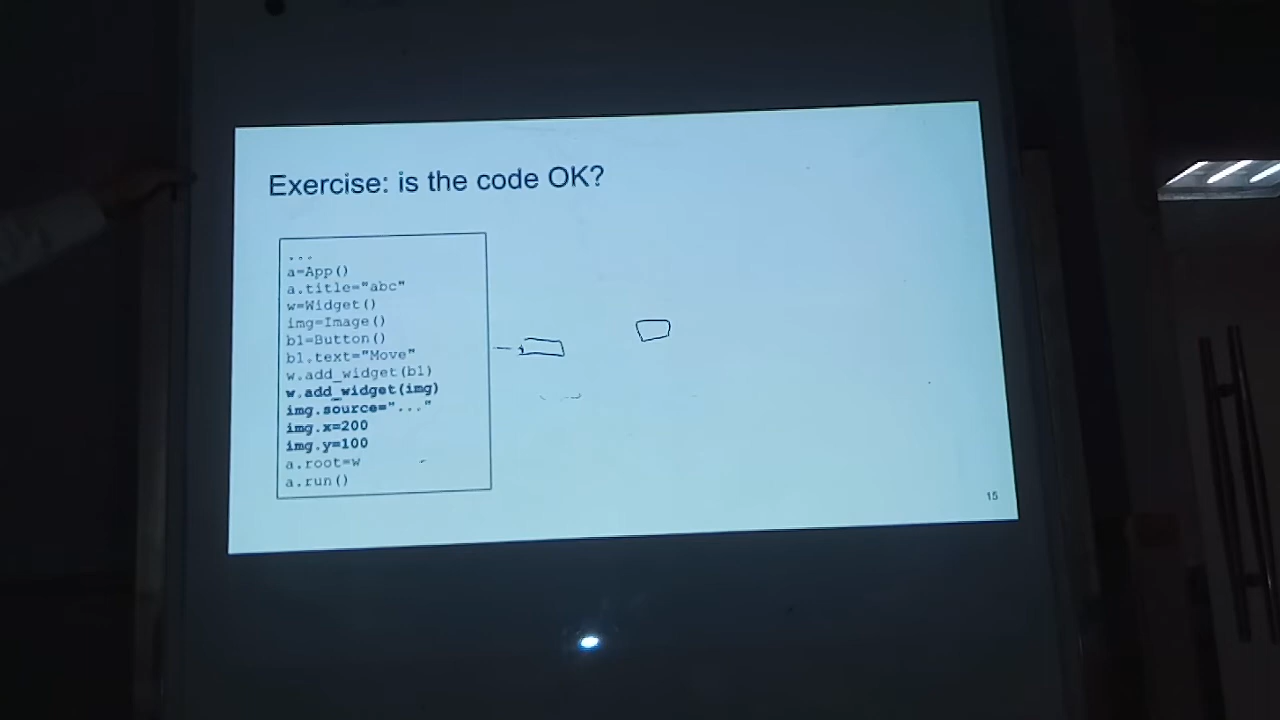 Exercise: is the code OK?
...
a=App()
a.title="abc"
w=Widget()
img=Image()
b1=Button()
b1.text="Move"
w.add_widget(b1)
w.add_widget(img)
img.source="..."
img.x=200
img.y=100
a.root=w
a.run()
15